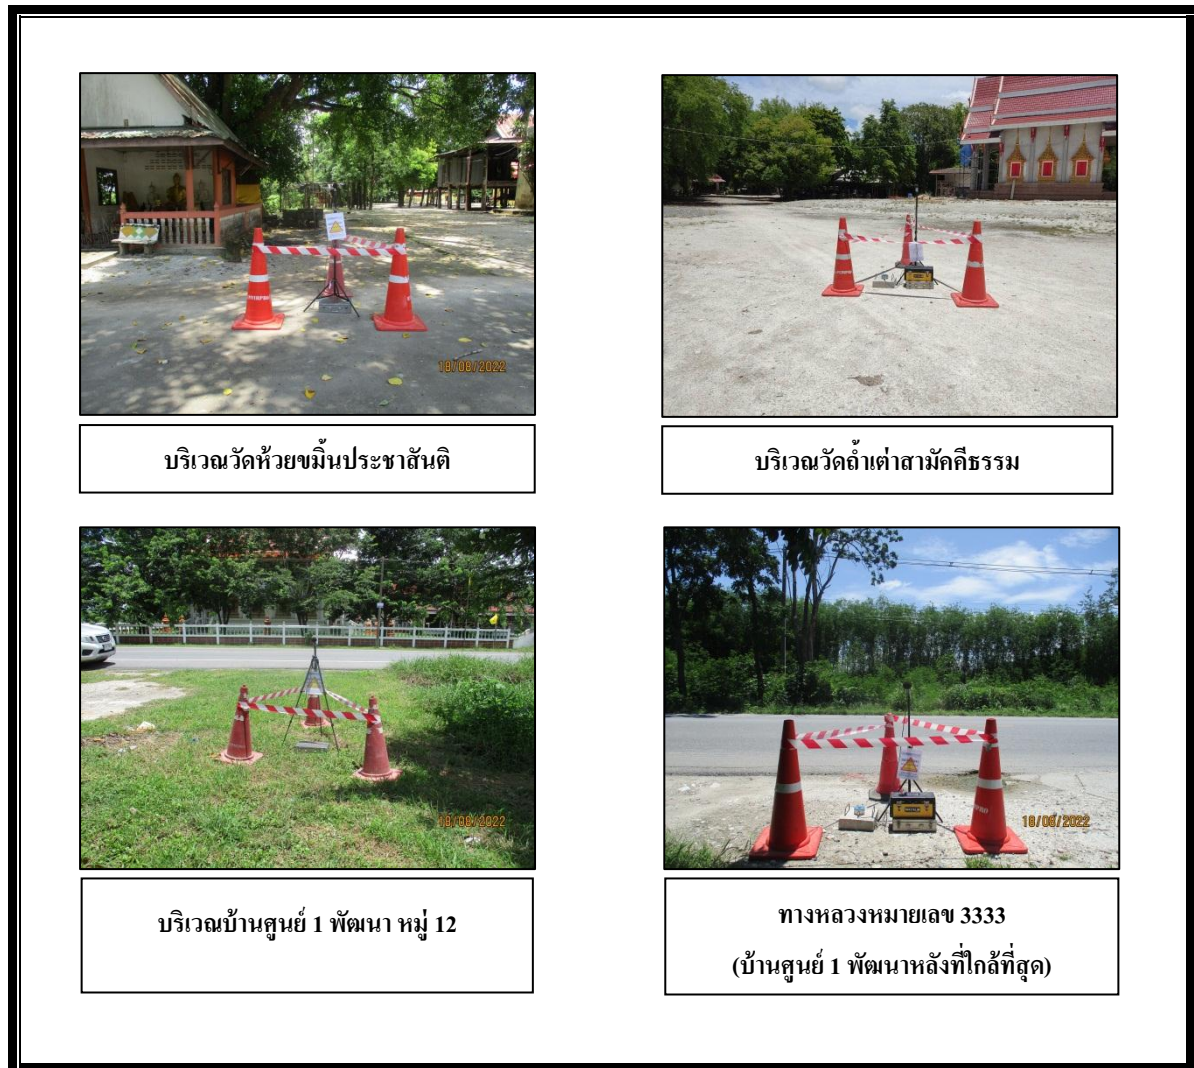 18/08/2022
บริเวณวัดห้วยขมิ้นประชาสันติ
บริเวณวัดถ้ำเต่าสามัคคีธรรม
18/08/2022
18/08/2022
บริเวณบ้านศูนย์ 1 พัฒนา หมู่ 12
ทางหลวงหมายเลข 3333
(บ้านศูนย์ 1 พัฒนาหลังที่ใกล้ที่สุด)